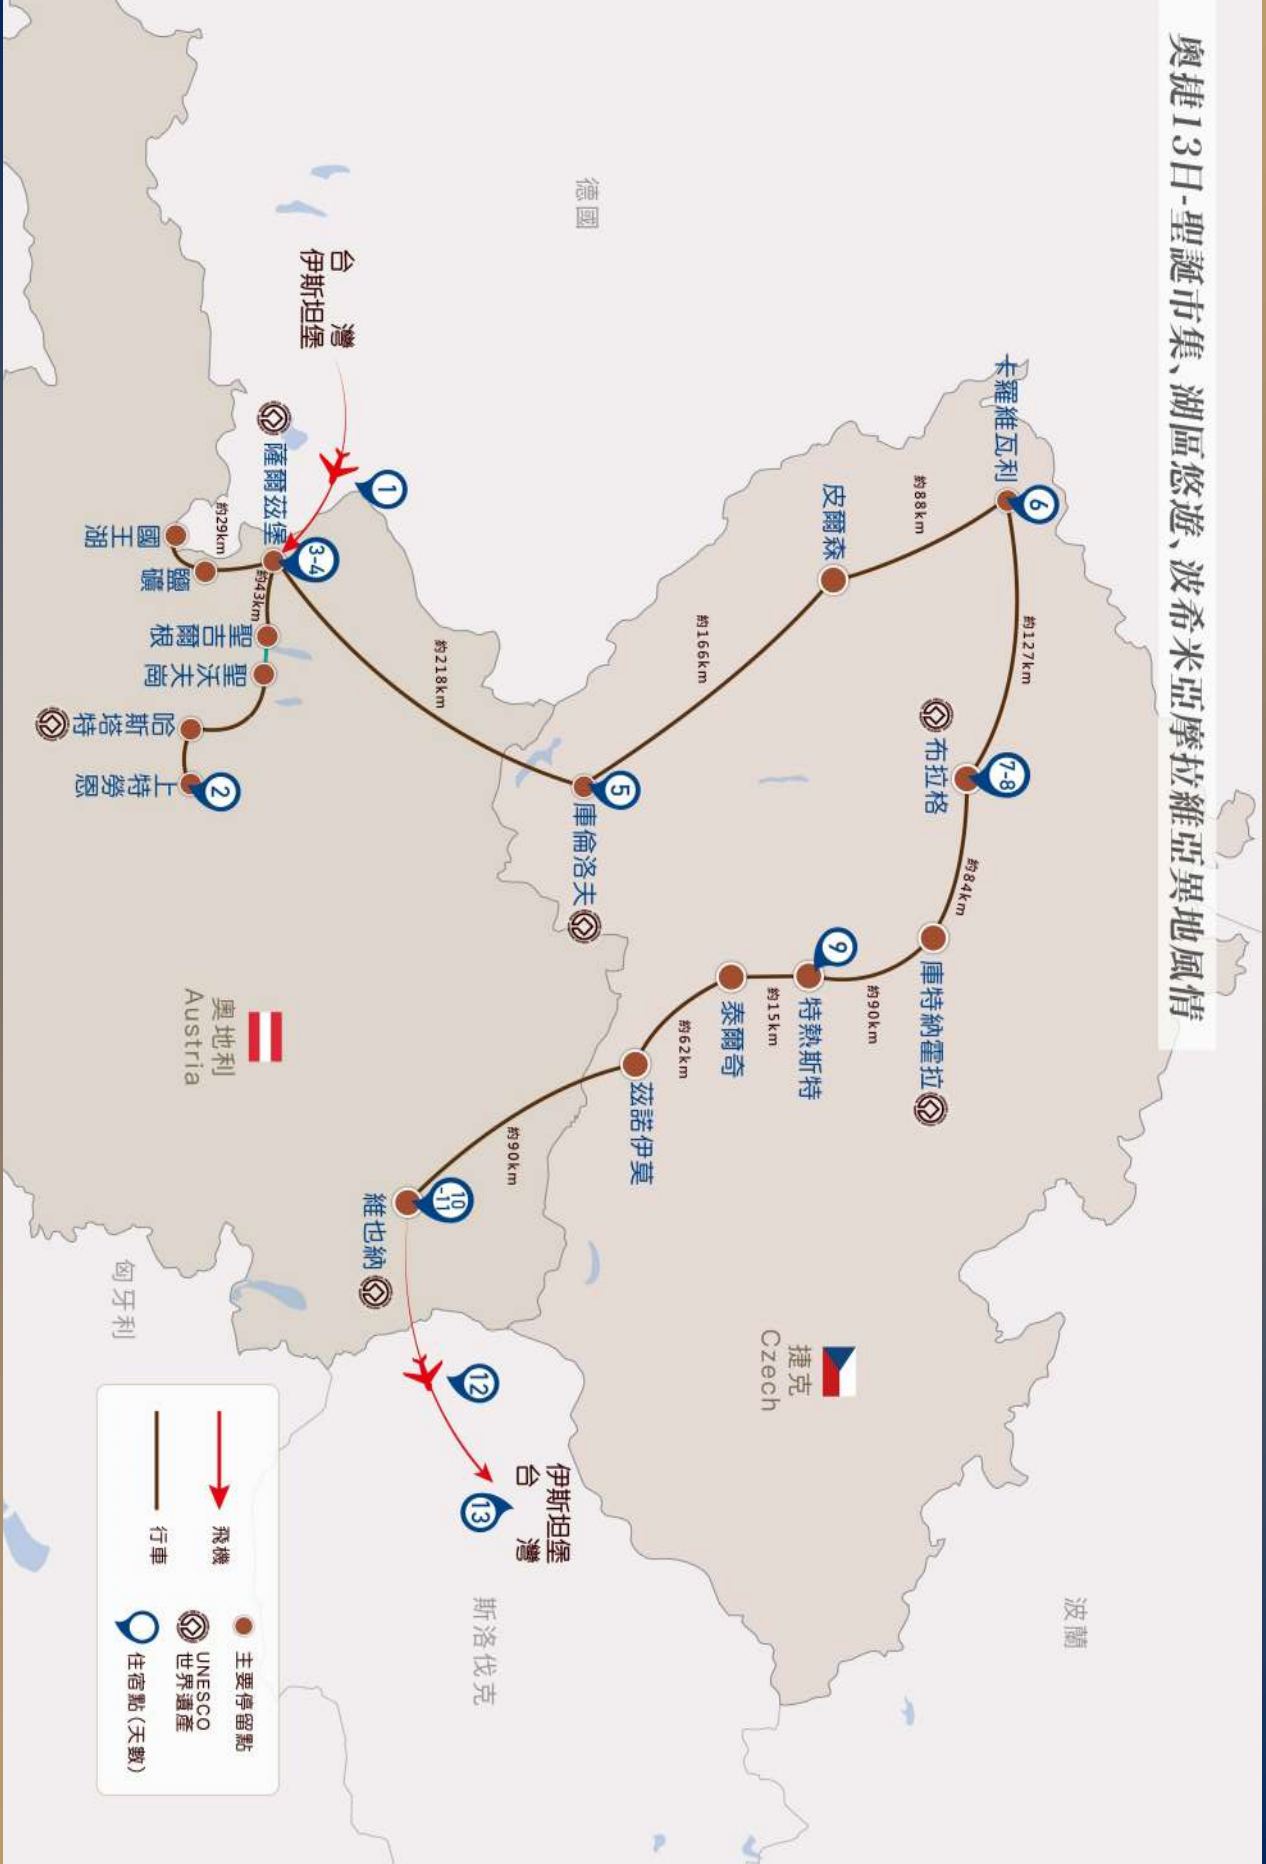 奧捷13日-聖誕市集、湖區悠遊、波希米亞摩拉維亞異地風情
德國
波蘭
卡羅維瓦利
6
約127km
約88km
布拉格
7-8
皮爾森
約84km
庫特納霍拉
約166km
約90km
9
特熱斯特
約15km
泰爾奇
約62km
捷克
Czech
5
庫倫洛夫
茲諾伊莫
約218km
約90km
台 灣
伊斯坦堡
1
薩爾茲堡
3-4
10
-11
維也納
12
伊斯坦堡
台 灣
13
斯洛伐克
約29km
約43km
國王湖
鹽礦
聖吉爾根
聖沃夫崗
哈斯塔特
上特勞恩
2
奧地利
Austria
匈牙利
飛機
行車
主要停留點
UNESCO
世界遺產
住宿點(天數)